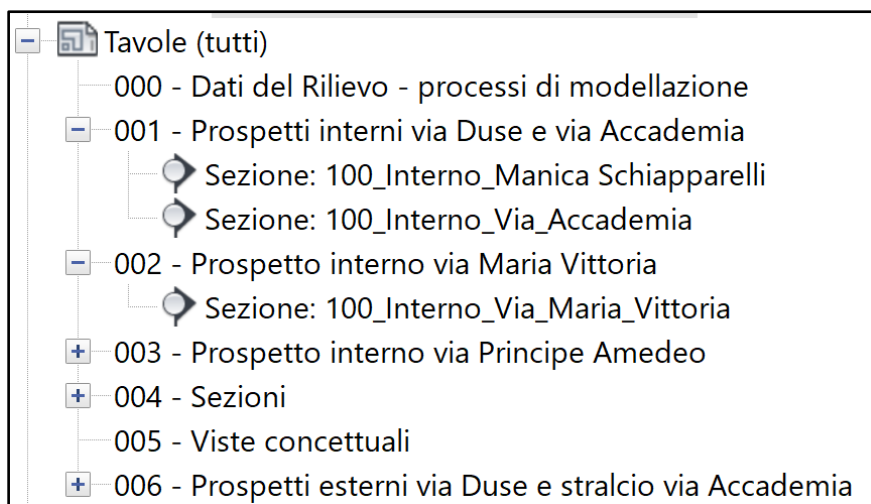 Tavole (tutti)
000 - Dati del Rilievo - processi di modellazione
001 - Prospetti interni via Duse e via Accademia
Sezione: 100_Interno_Manica Schiapparelli
Sezione: 100_Interno_Via_Accademia
002 - Prospetto interno via Maria Vittoria
Sezione: 100_Interno_Via_Maria_Vittoria
003 - Prospetto interno via Principe Amedeo
004 - Sezioni
005 - Viste concettuali
006 - Prospetti esterni via Duse e stralcio via Accademia